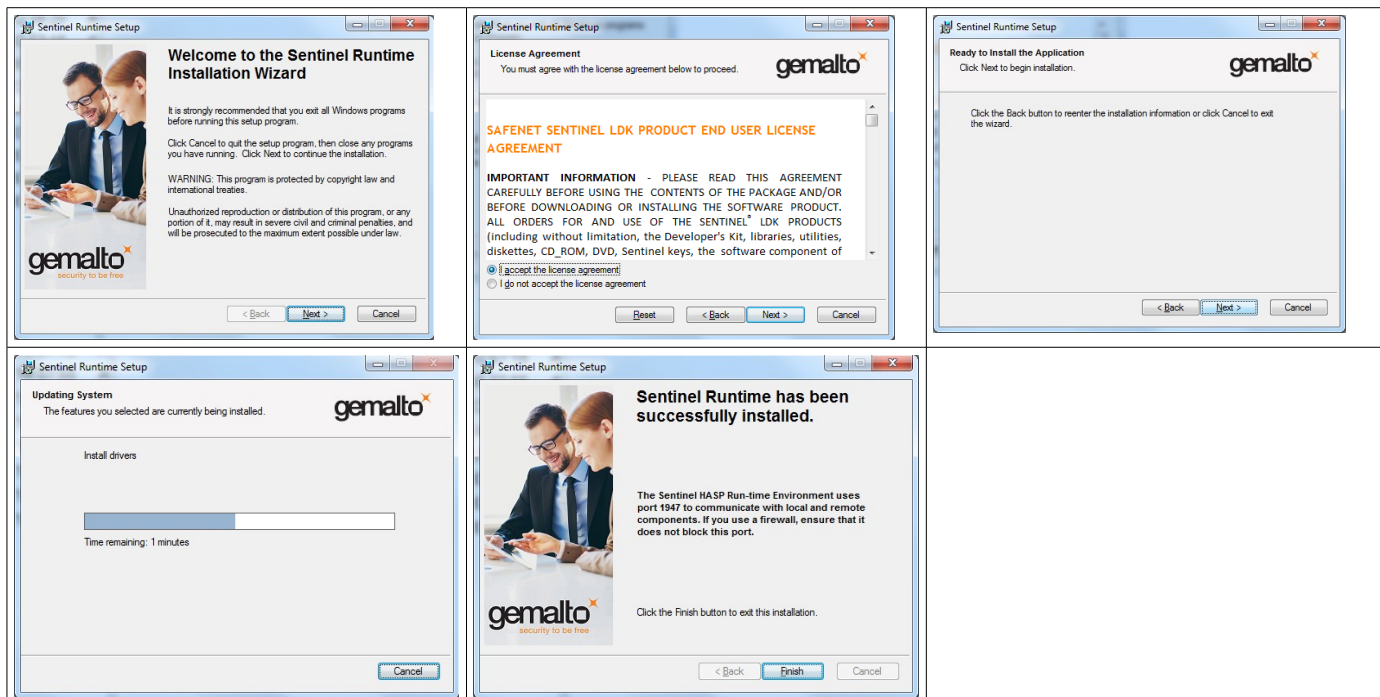 Sentinel Runtime Setup
Welcome to the Sentinel Runtime
Installation Wizard
It is strongly recommended that you exit all Windows programs
before running this setup program.
Click Cancel to quit the setup program, then close any programs
you have running. Click Next to continue the installation.
WARNING: This program is protected by copyright law and
international treaties.
Unauthorized reproduction or distribution of this program, or any
portion of it, may result in severe civil and criminal penalties, and
will be prosecuted to the maximum extent possible under law.
gemalto
security to be free
< Back Next > Cancel
Sentinel Runtime Setup
License Agreement
You must agree with the license agreement below to proceed.
gemalto
SAFENET SENTINEL LDK PRODUCT END USER LICENSE
AGREEMENT
IMPORTANT INFORMATION - PLEASE READ THIS AGREEMENT
CAREFULLY BEFORE USING THE CONTENTS OF THE PACKAGE AND/OR
BEFORE DOWNLOADING OR INSTALLING THE SOFTWARE PRODUCT.
ALL ORDERS FOR AND USE OF THE SENTINEL® LDK PRODUCTS
(including without limitation, the Developer's Kit, libraries, utilities,
diskettes, CD_ROM, DVD, Sentinel keys, the software component of
I accept the license agreement
I do not accept the license agreement
Reset < Back Next > Cancel
Sentinel Runtime Setup
Ready to Install the Application
Click Next to begin installation.
gemalto
Click the Back button to reenter the installation information or click Cancel to exit
the wizard.
< Back Next > Cancel
Sentinel Runtime Setup
Updating System
The features you selected are currently being installed.
gemalto
Install drivers
Time remaining: 1 minutes
Cancel
Sentinel Runtime Setup
Sentinel Runtime has been
successfully installed.
The Sentinel HASP Run-time Environment uses
port 1947 to communicate with local and remote
components. If you use a firewall, ensure that it
does not block this port.
Click the Finish button to exit this installation.
gemalto
security to be free
< Back Finish Cancel